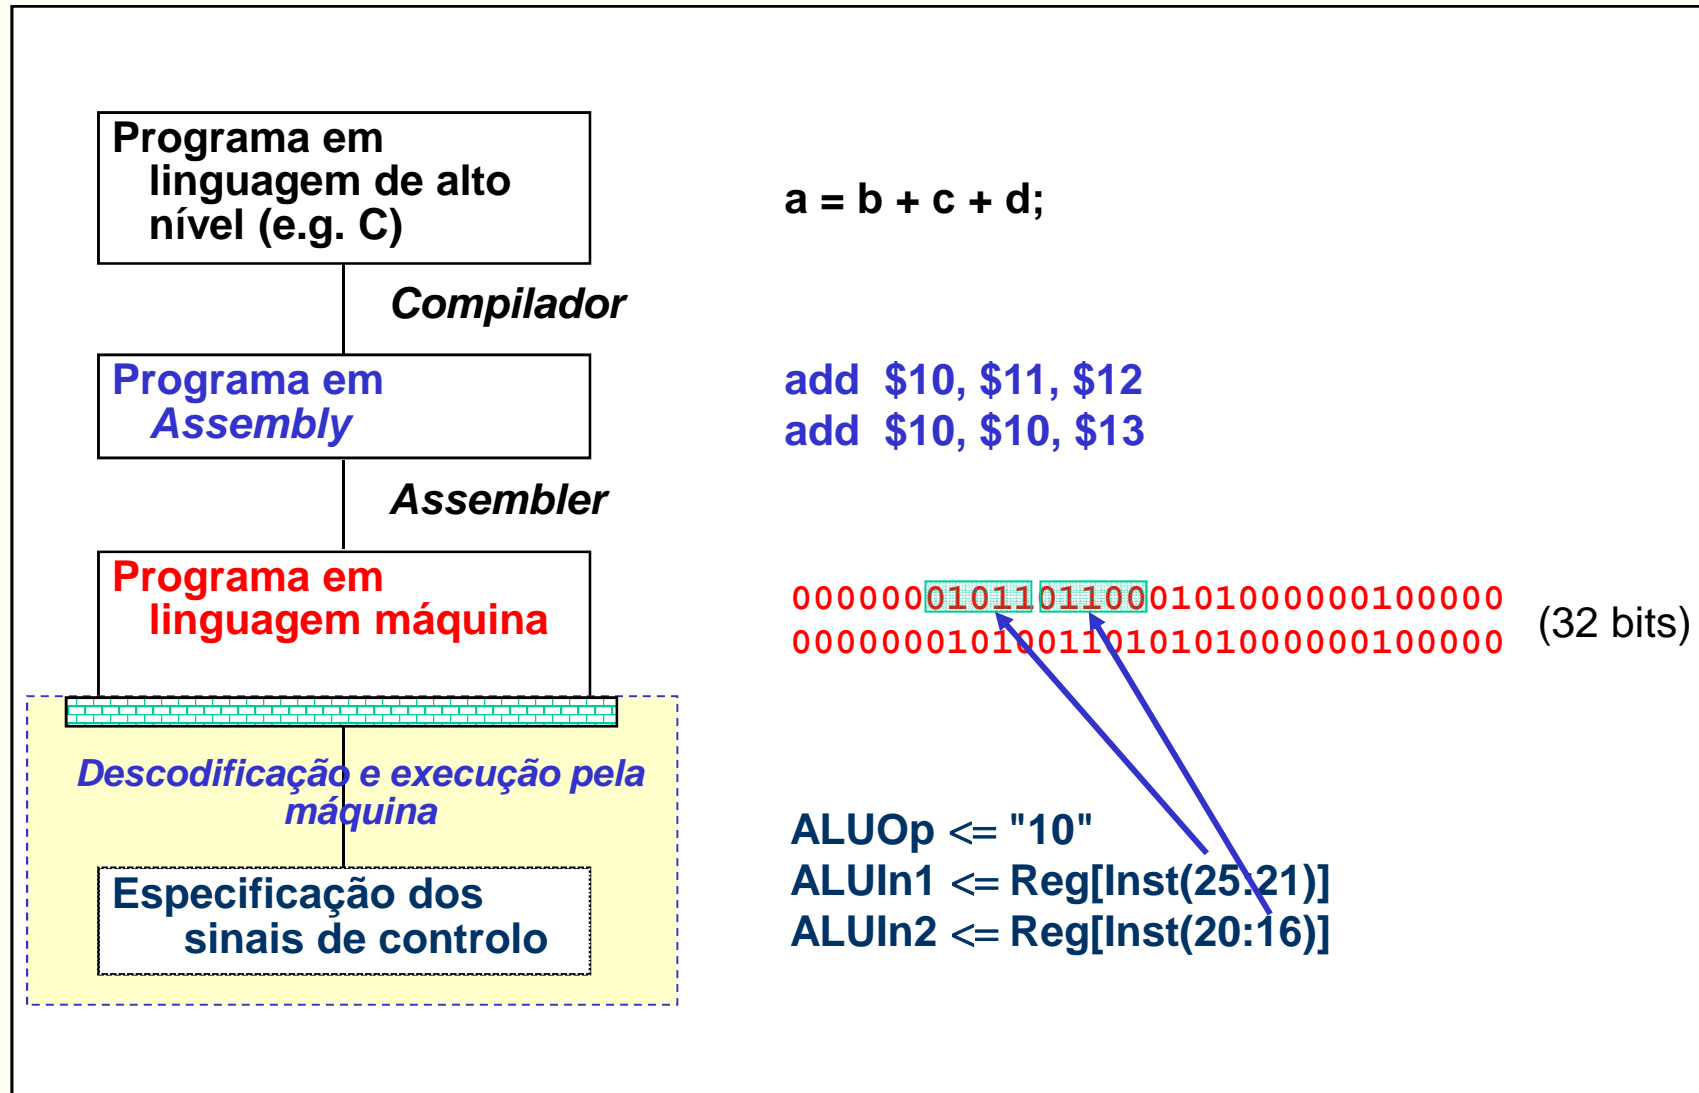 Programa em
linguagem de alto
nível (e.g. C)
a = b + c + d;
Compilador
Programa em
Assembly
add $10, $11, $12
add $10, $10, $13
Assembler
Programa em
linguagem máquina
00000001011011000101000000100000
00000001010011010101000000100000
(32 bits)
Descodificação e execução pela
máquina
Especificação dos
sinais de controlo
ALUOp <= "10"
ALUIn1 <= Reg[Inst(25:21)]
ALUIn2 <= Reg[Inst(20:16)]